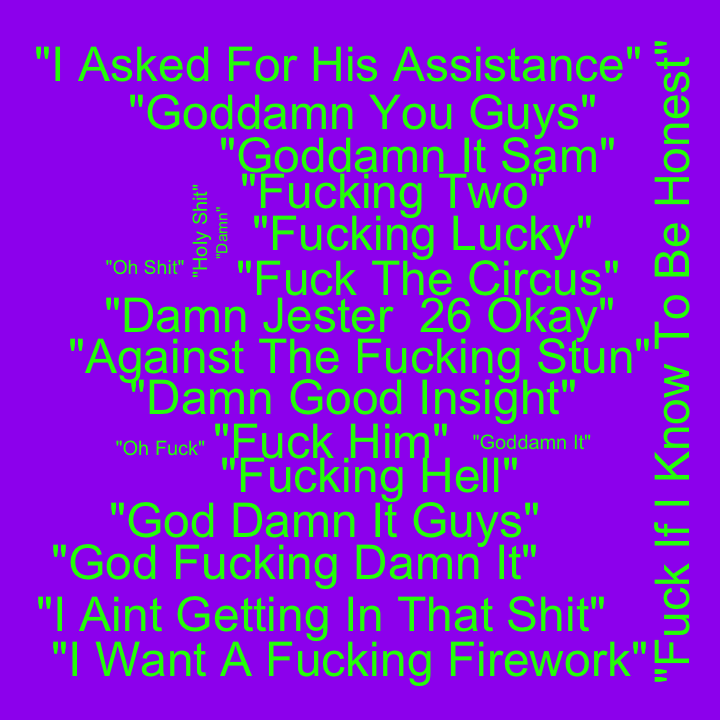 "I Asked For His Assistance"
"Goddamn You Guys"
"Goddamn It Sam"
"Fucking Two"
"Holy Shit"
"Damn"
"Fucking Lucky"
"Oh Shit"
"Fuck The Circus"
"Damn Jester  26 Okay"
"Against The Fucking Stun"
"Damn Good Insight"
"Oh Fuck"
"Fuck Him"
"Goddamn It"
"Fucking Hell"
"God Damn It Guys"
"God Fucking Damn It"
"I Aint Getting In That Shit"
"I Want A Fucking Firework"
"Fuck If I Know To Be Honest"